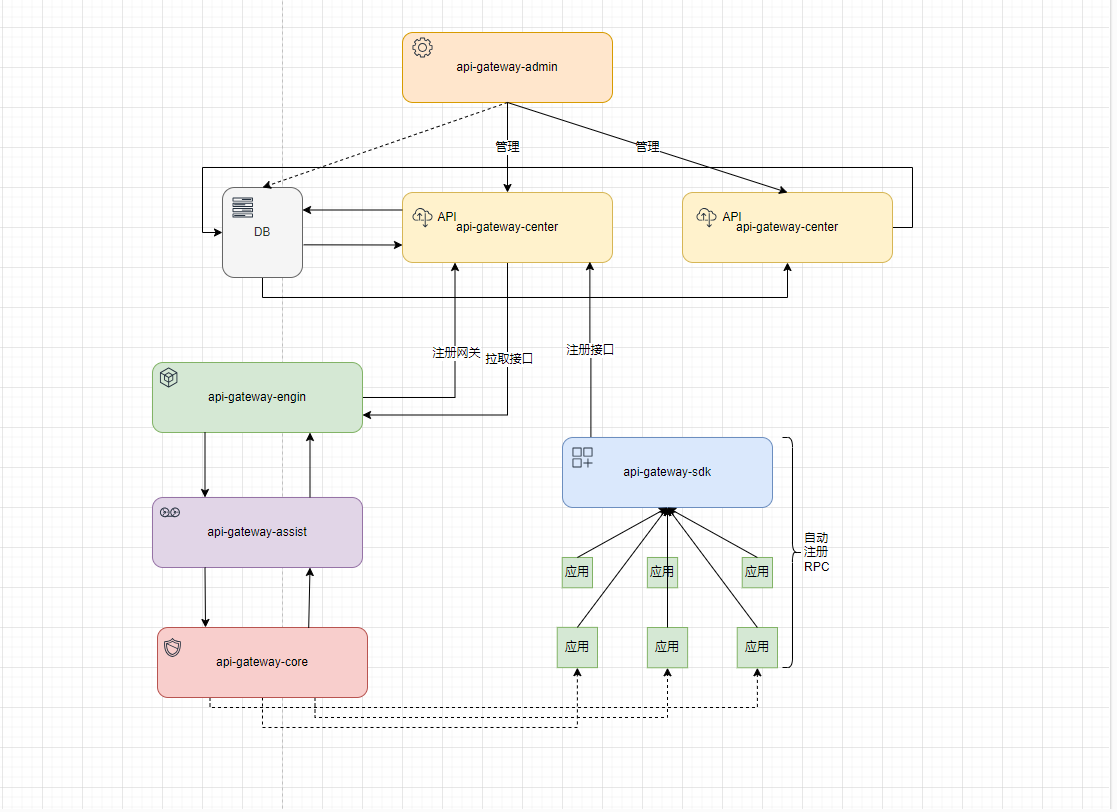 api-gateway-admin
管理
管理
DB
API
api-gateway-center
API
api-gateway-center
注册网关
拉取接口
注册接口
api-gateway-engin
api-gateway-sdk
api-gateway-assist
自动
注册
RPC
应用
应用
应用
应用
应用
应用
api-gateway-core